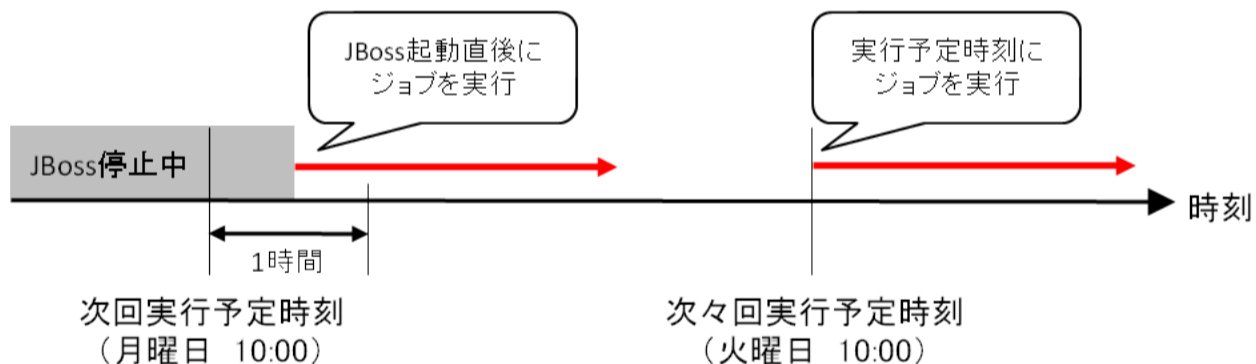 JBoss起動直後に
ジョブを実行
実行予定時刻に
ジョブを実行
JBoss停止中
時刻
1時間
次回実行予定時刻
（月曜日 10:00）
次々回実行予定時刻
（火曜日 10:00）